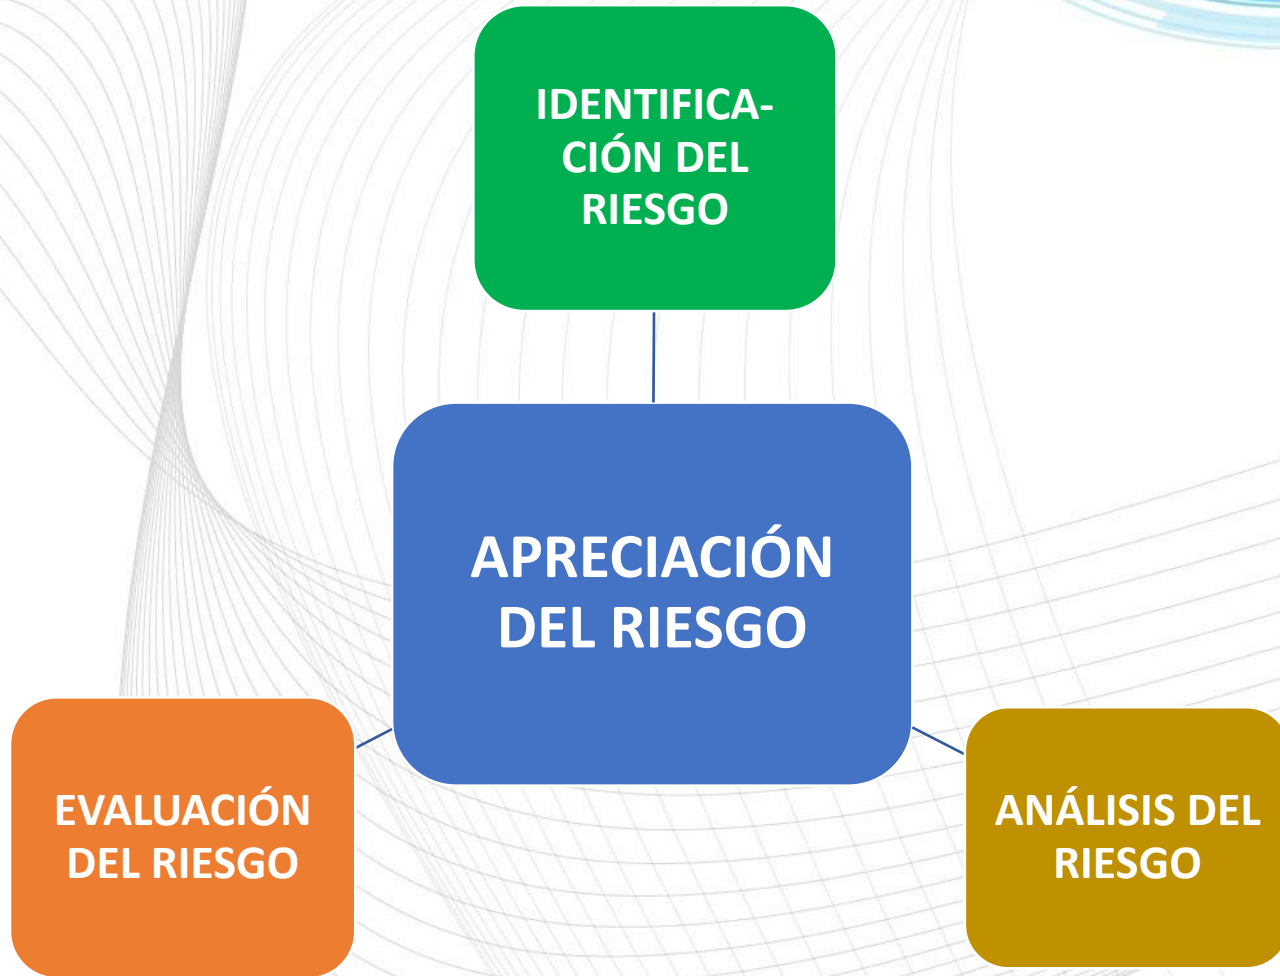 IDENTIFICA-
CIÓN DEL
RIESGO
APRECIACIÓN
DEL RIESGO
EVALUACIÓN
DEL RIESGO
ANÁLISIS DEL
RIESGO